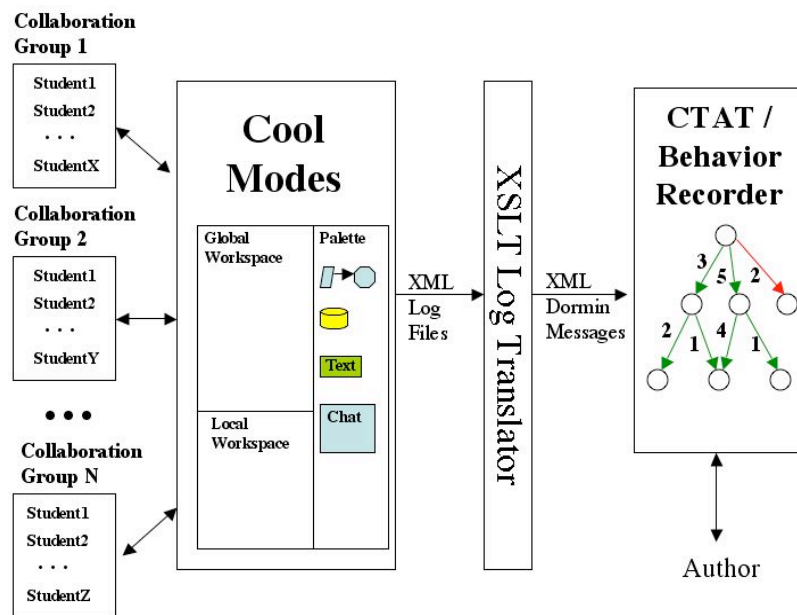 Collaboration
Group 1
Student1
Student2
. . .
StudentX
Collaboration
Group 2
Student1
Student2
. . .
StudentY
• • •
Collaboration
Group N
Student1
Student2
. . .
StudentZ
Cool
Modes
Global
Workspace
Palette
Text
Chat
Local
Workspace
XML
Log
Files
XSLT Log Translator
XML
Dormin
Messages
CTAT /
Behavior
Recorder
3
5
2
2
1
4
1
Author